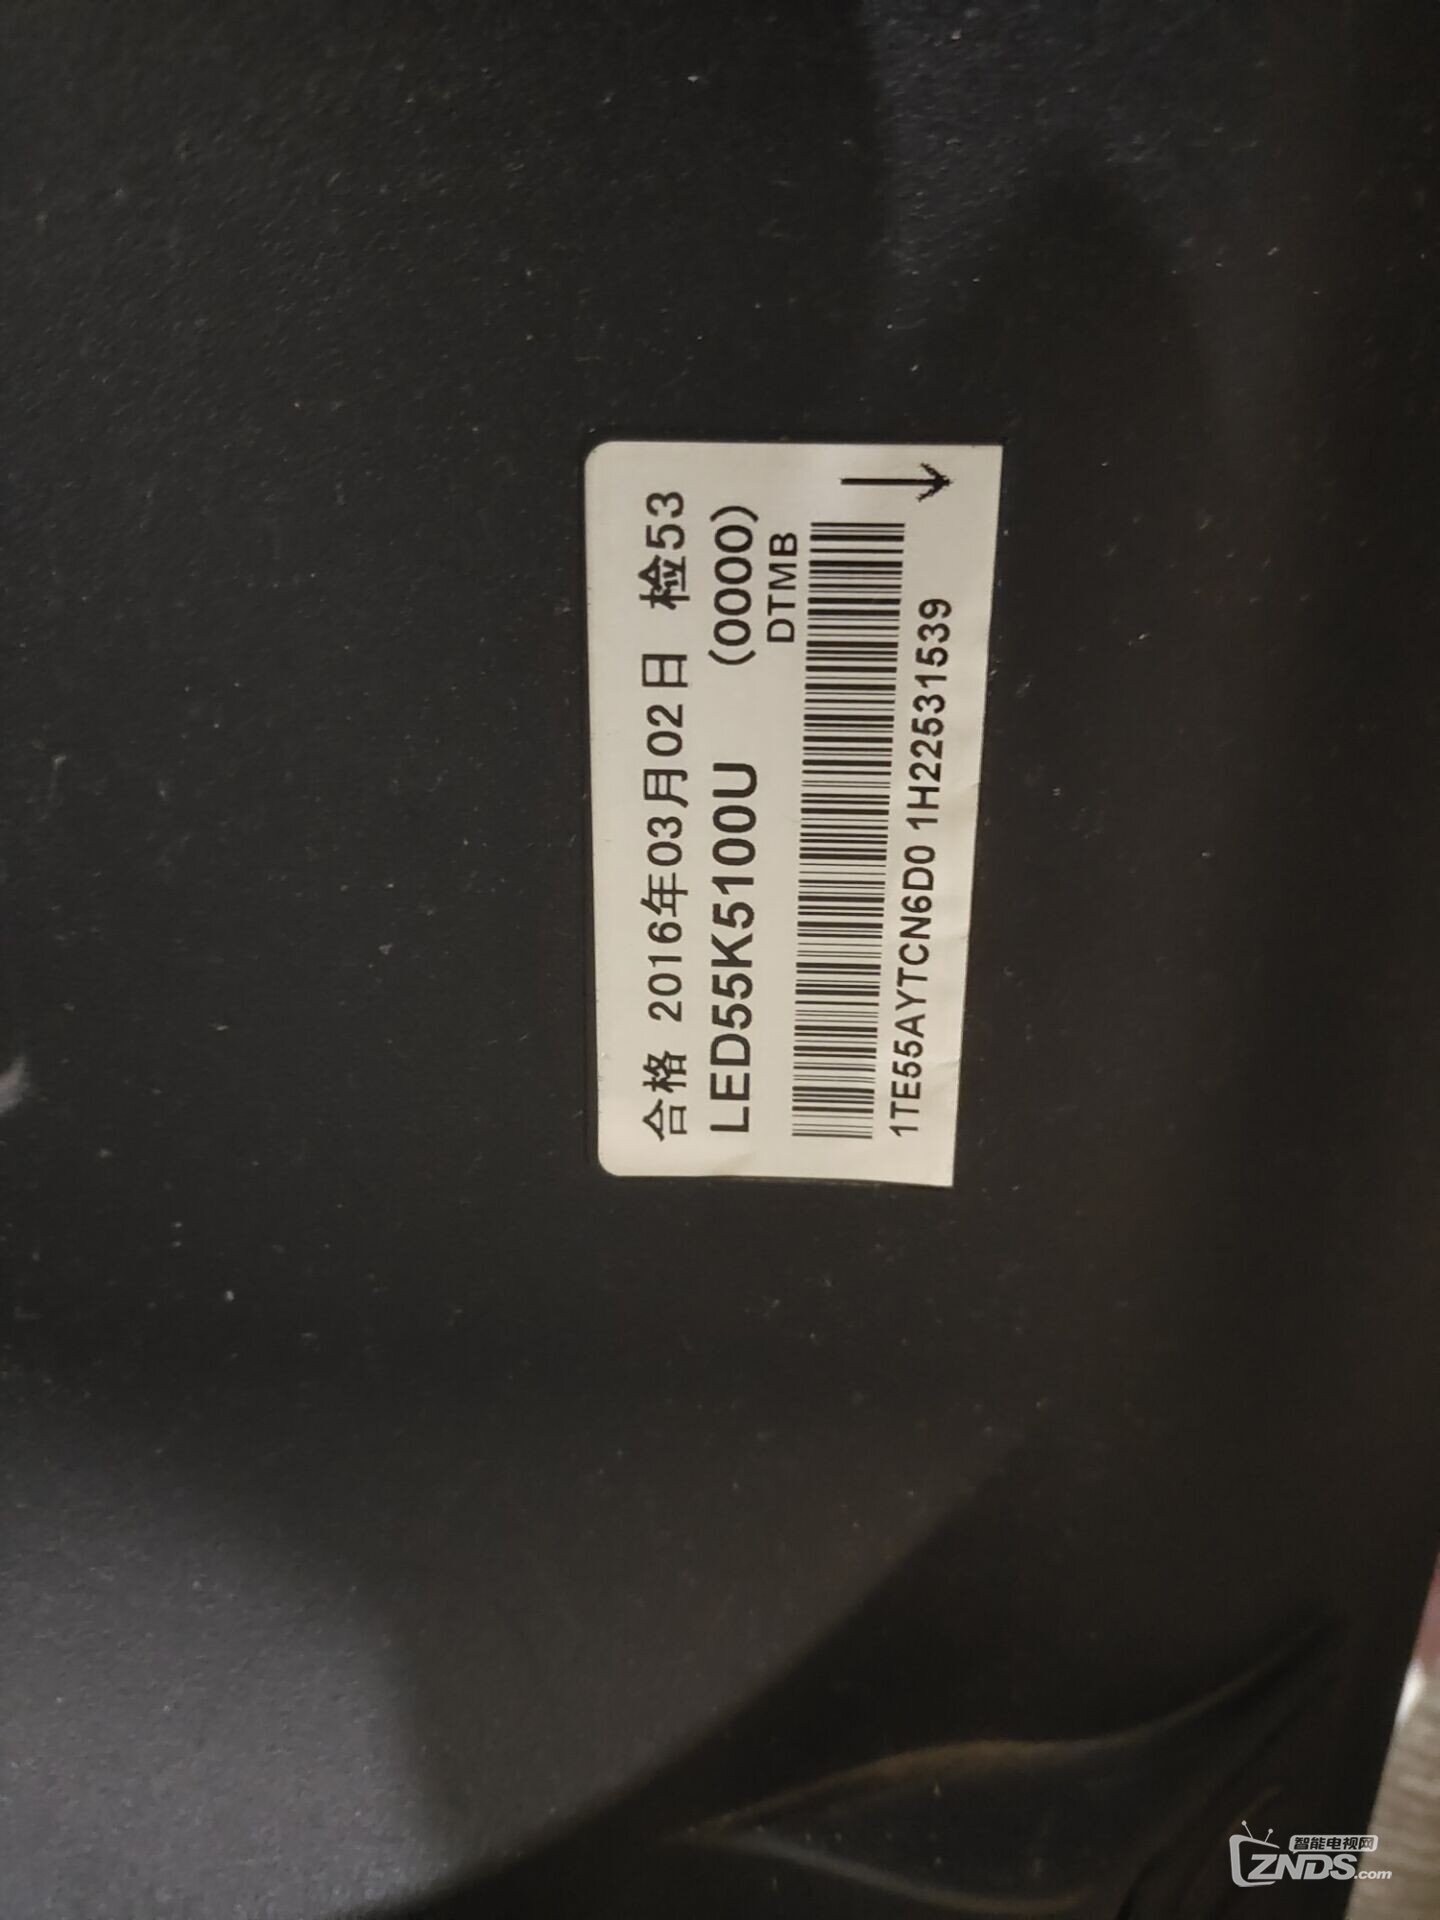 合格 2016年03月02日 检53
LED55K5100U (0000)
DTMB
1TE55AYTCN6D0 1H22531539
智能电视网
ZNDS.com